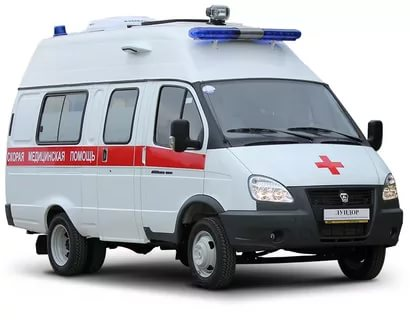 СКОРАЯ МЕДИЦИНСКАЯ ПОМОЩЬ
ЛУИДОР